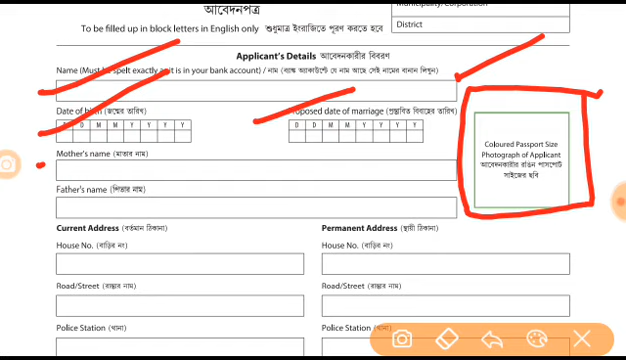 আবেদনপত্র
Municipality/Corporation
To be filled up in block letters in English only শুধুমাত্র ইংরাজিতে পূরণ করতে হবে
District
Applicant's Details আবেদনকারীর বিবরণ
Name (Must be spelt exactly as it is in your bank account) / নাম (ব্যাঙ্ক অ্যাকাউন্টে যে নাম আছে সেই নামের বানান লিখুন)
Date of birth (জন্মের তারিখ) Proposed date of marriage (প্রস্তাবিত বিবাহের তারিখ)
D D M M Y Y Y Y D D M M Y Y Y Y
Coloured Passport Size
Photograph of Applicant
আবেদনকারীর রঙিন পাসপোর্ট
সাইজের ছবি
Mother's name (মাতার নাম)
Father's name (পিতার নাম)
Current Address (বর্তমান ঠিকানা) Permanent Address (স্থায়ী ঠিকানা)
House No. (বাড়ির নং) House No. (বাড়ির নং)
Road/Street (রাস্তার নাম) Road/Street (রাস্তার নাম)
Police Station (থানা) Police Station (থানা)